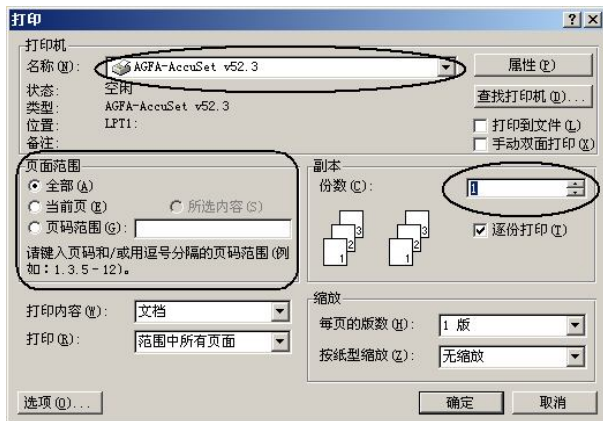 打印
打印机
名称(N): AGFA-AccuSet v52.3 属性(P)
状态: 空闲 查找打印机(D)...
类型: AGFA-AccuSet v52.3
位置: LPT1: 打印到文件(L)
备注: 手动双面打印(X)
页面范围
全部(A)
当前页(E) 所选内容(S)
页码范围(G):
请键入页码和/或用逗号分隔的页码范围(例
如：1.3.5-12)。
副本
份数(C): 1
1 2 3 1 2 3
逐份打印(T)
打印内容(W): 文档
打印(R): 范围中所有页面
缩放
每页的版数(H): 1 版
按纸型缩放(Z): 无缩放
选项(O)... 确定 取消